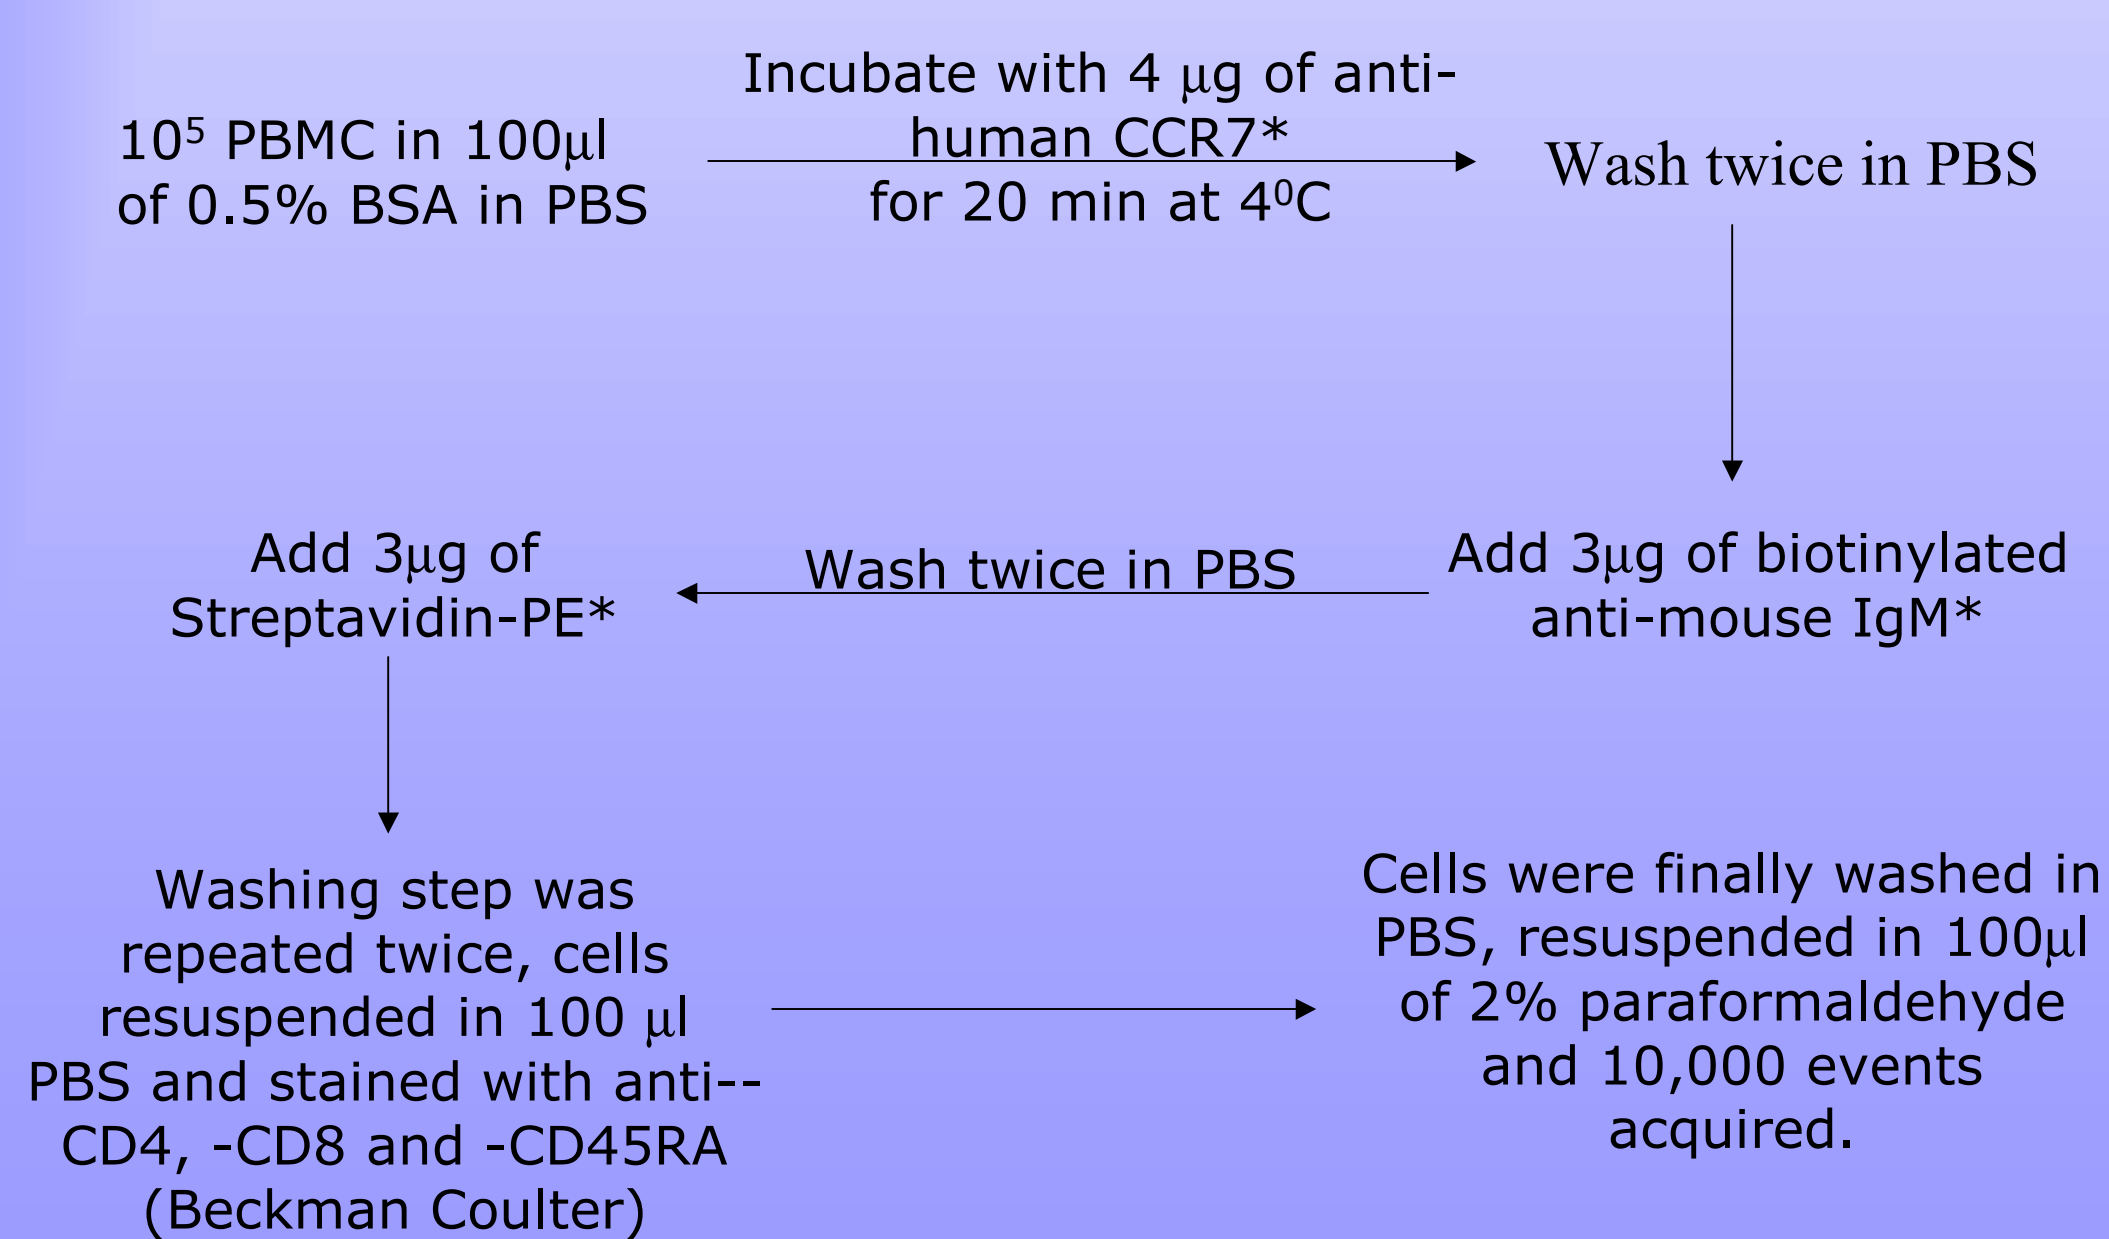 10⁵ PBMC in 100μl
of 0.5% BSA in PBS
Incubate with 4 μg of anti-
human CCR7*
for 20 min at 4⁰C
Wash twice in PBS
Add 3μg of biotinylated
anti-mouse IgM*
Wash twice in PBS
Add 3μg of
Streptavidin-PE*
Washing step was
repeated twice, cells
resuspended in 100 μl
PBS and stained with anti--
CD4, -CD8 and -CD45RA
(Beckman Coulter)
Cells were finally washed in
PBS, resuspended in 100μl
of 2% paraformaldehyde
and 10,000 events
acquired.